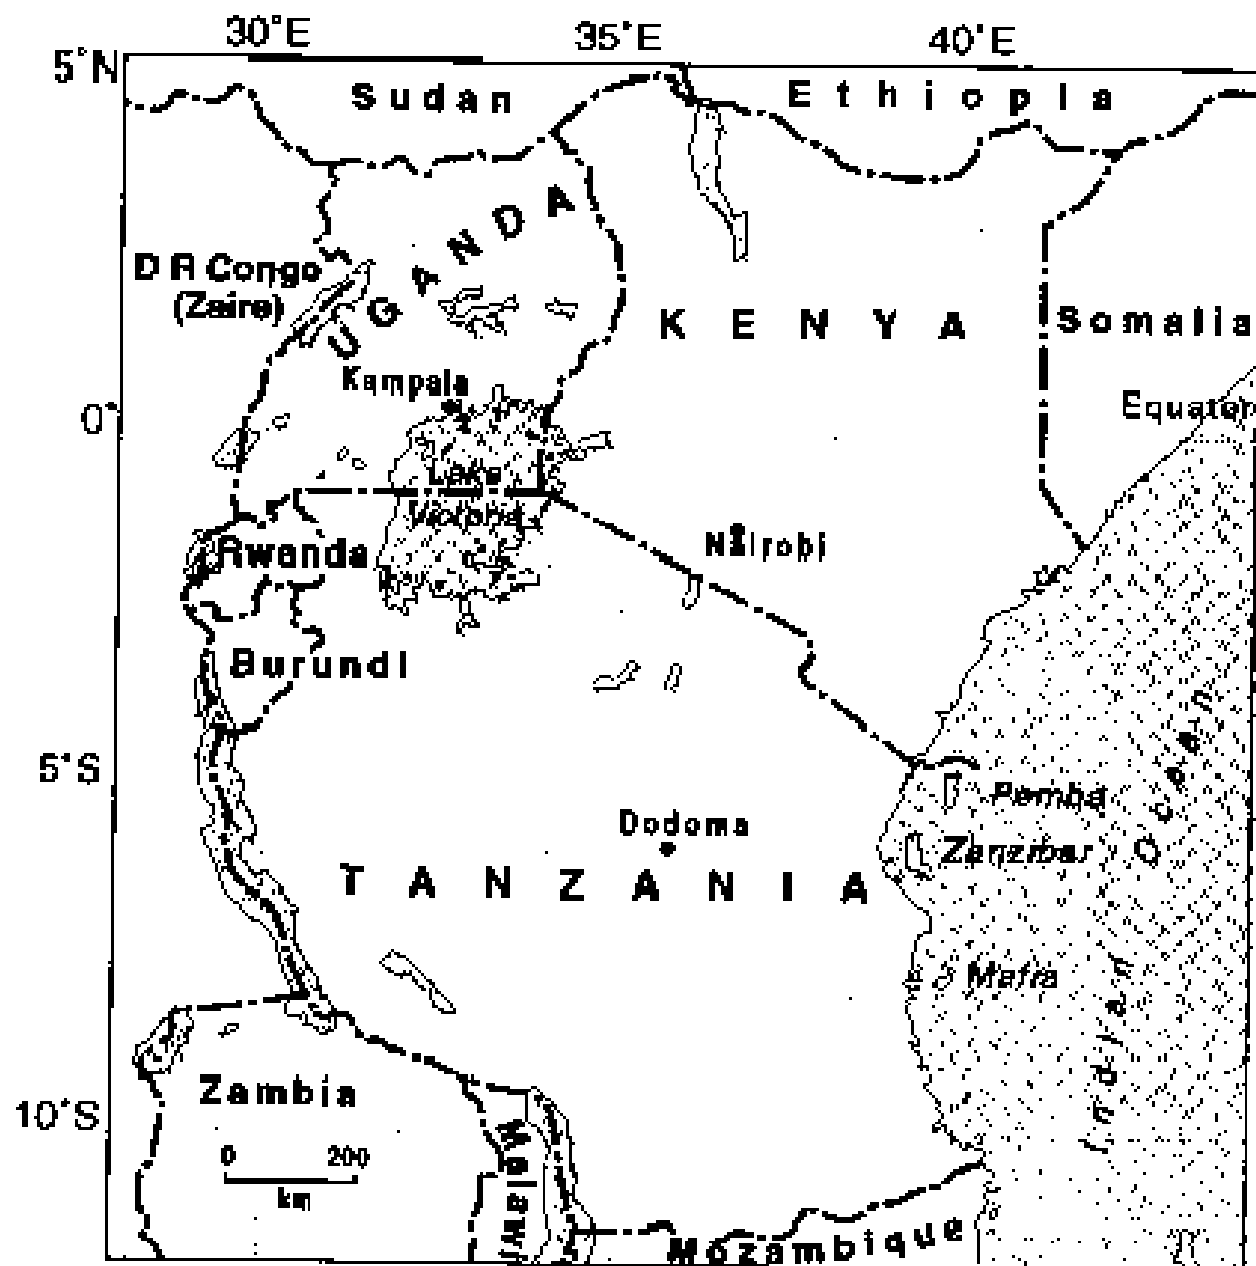 30°E 35°E 40°E
5°N
Sudan
Ethiopia
UGANDA
D R Congo
(Zaire)
KENYA
Somalia
Kampala
0°
Equator
Lake
Victoria
Rwanda
Nairobi
Burundi
5°S
Pemba
Dodoma
Zanzibar
TANZANIA
Mafia
Indyan Ocean
Zambia
10°S
Malawi
0 200
km
Mozambique